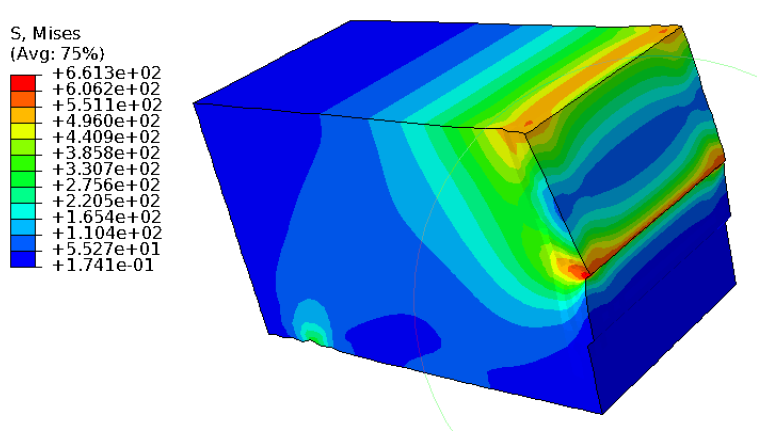 S, Mises
(Avg: 75%)
+6.613e+02
+6.062e+02
+5.511e+02
+4.960e+02
+4.409e+02
+3.858e+02
+3.307e+02
+2.756e+02
+2.205e+02
+1.654e+02
+1.104e+02
+5.527e+01
+1.741e-01